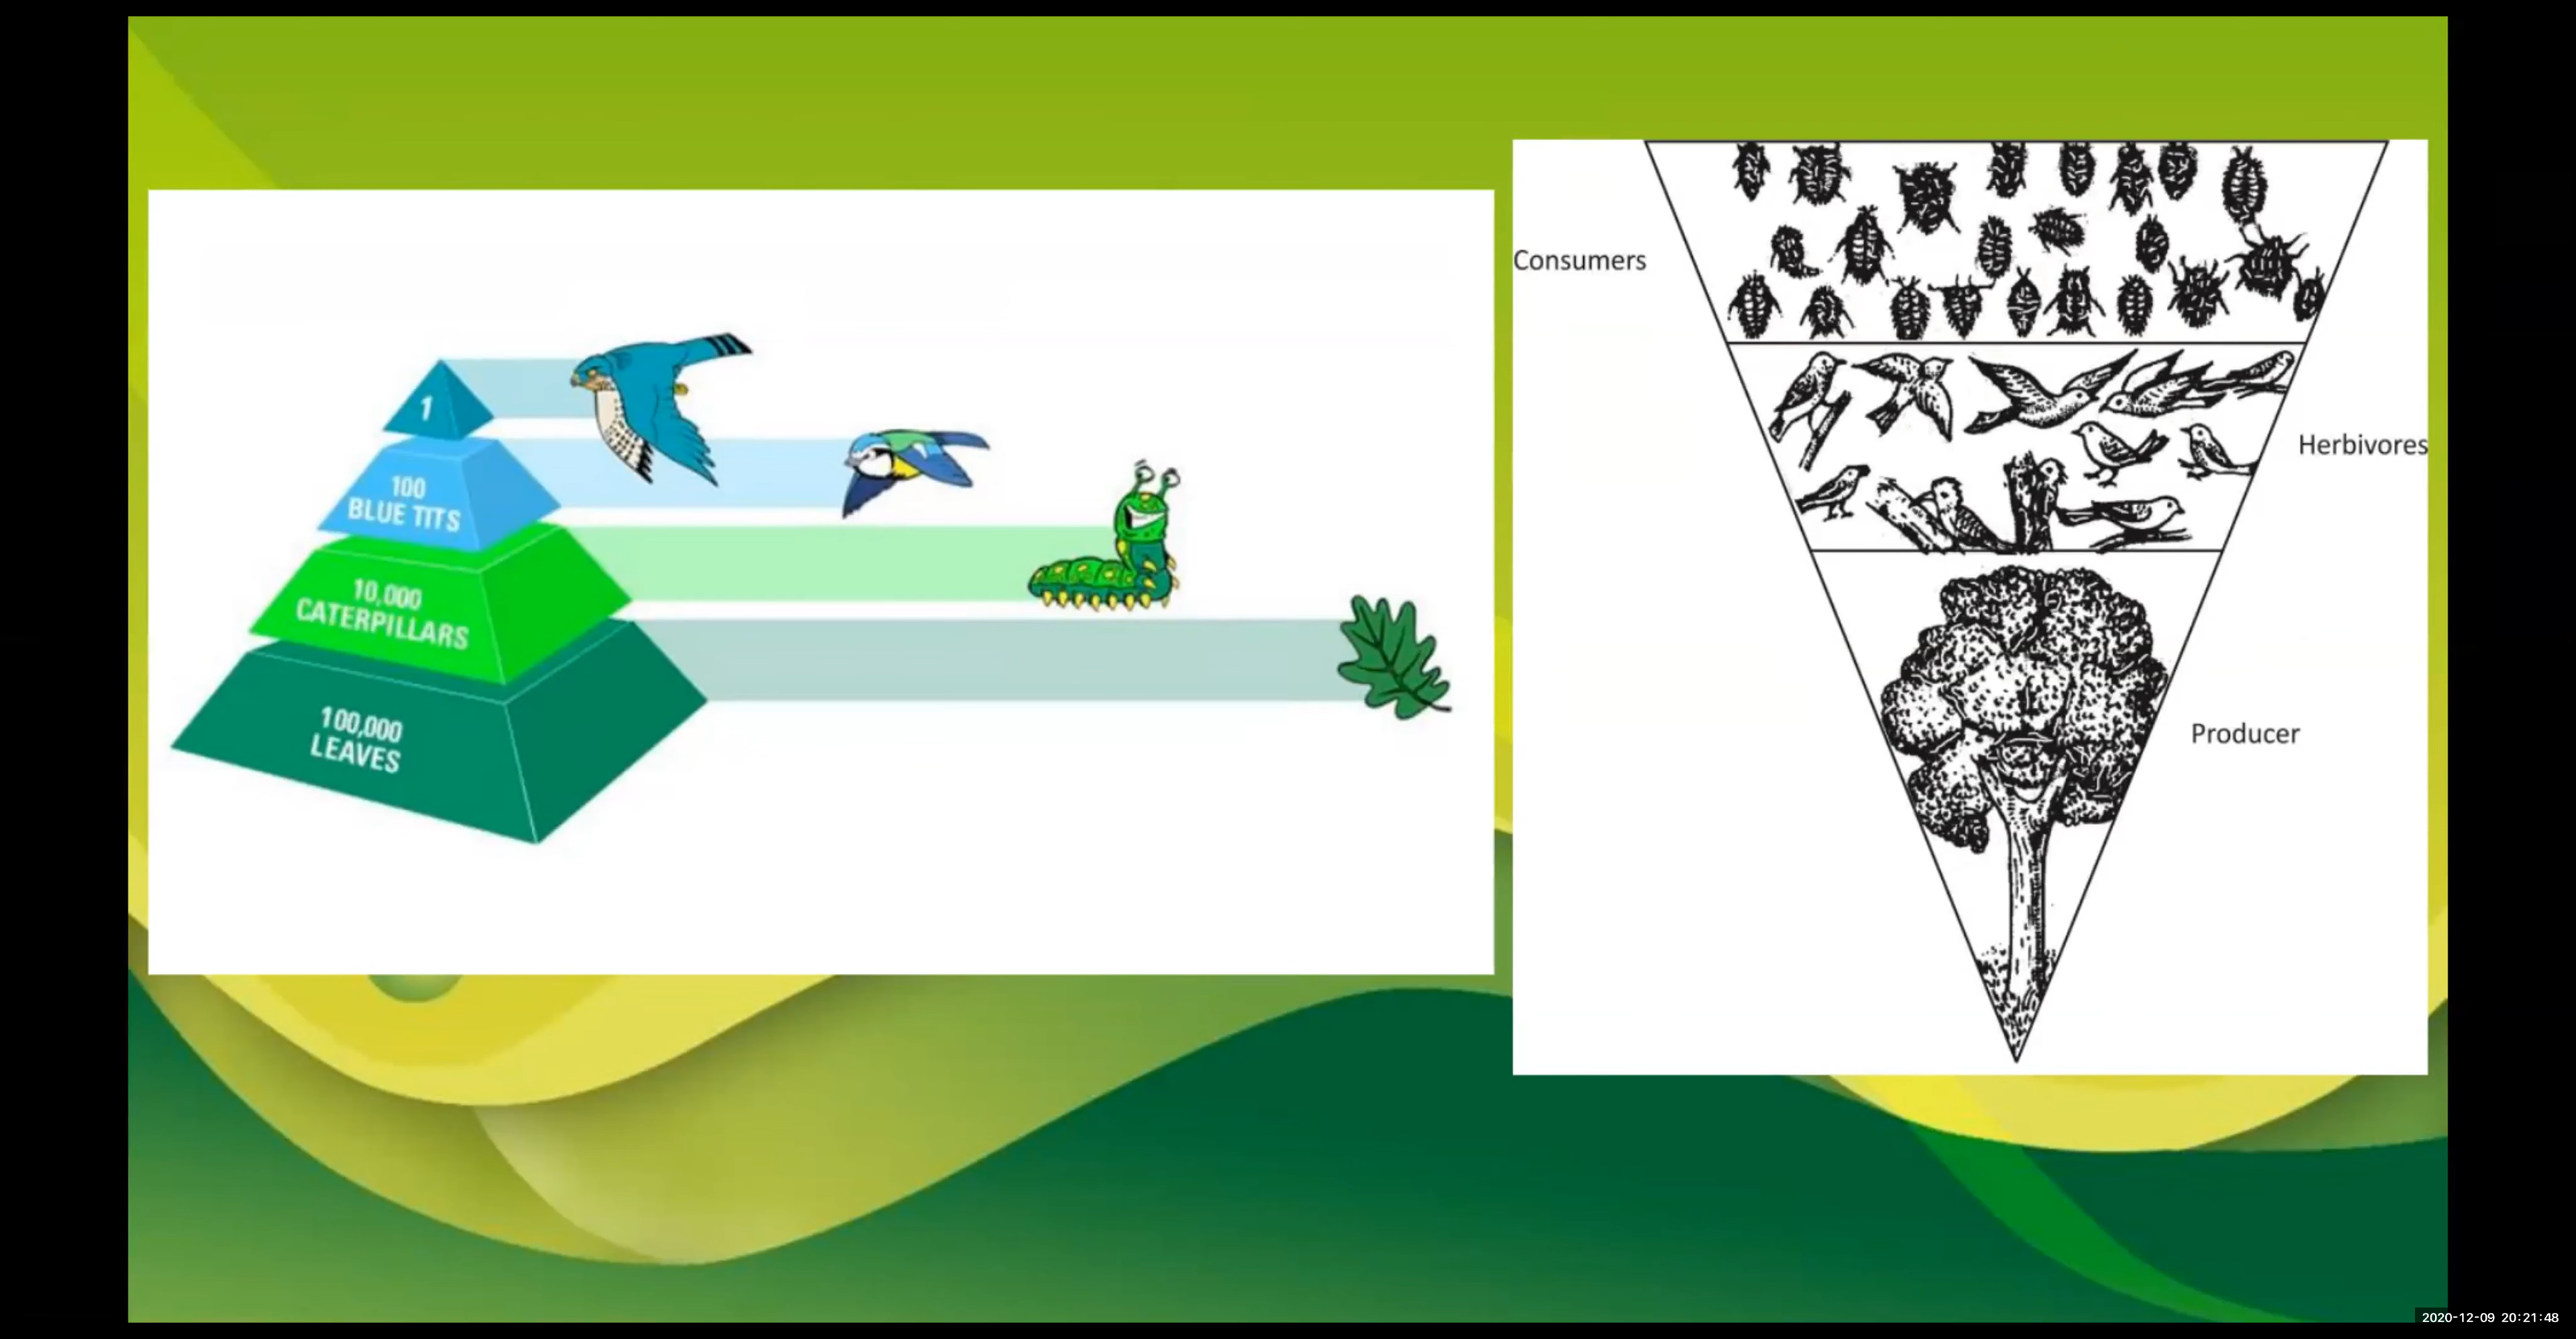 1
100
BLUE TITS
10,000
CATERPILLARS
100,000
LEAVES
Consumers
Herbivores
Producer
2020-12-09 20:21:48